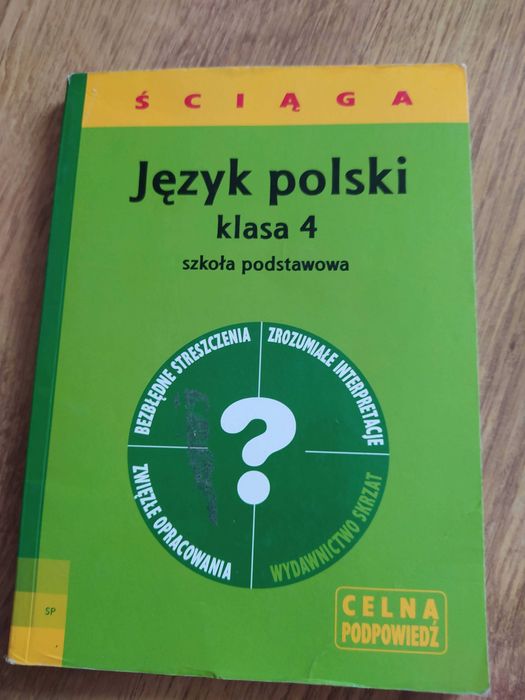 ŚCIĄGA
Język polski
klasa 4
szkoła podstawowa
BEZBŁĘDNE STRESZCZENIA
ZROZUMIAŁE INTERPRETACJE
?
ZWIĘZŁE OPRACOWANIA
WYDAWNICTWO SKRZAT
SP
CELNA
PODPOWIEDŹ